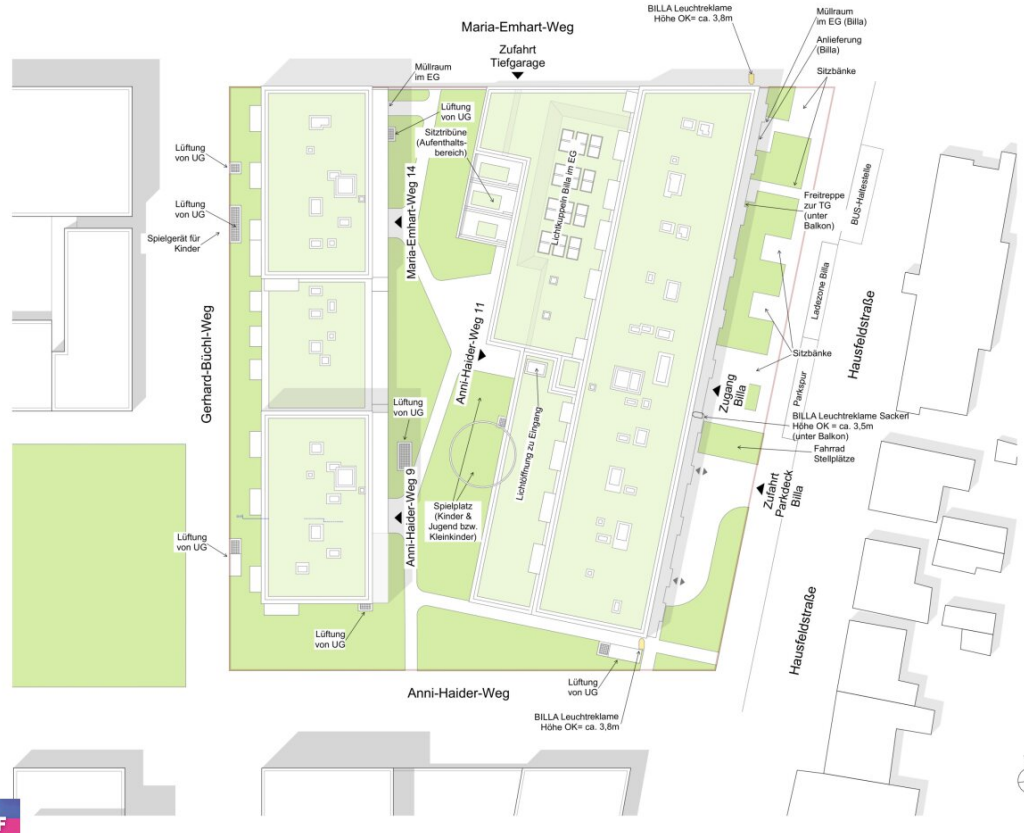 BILLA Leuchtreklame
Höhe OK= ca. 3,8m
Müllraum
im EG (Billa)
Maria-Emhart-Weg
Anlieferung
(Billa)
Zufahrt
Tiefgarage
Sitzbänke
Müllraum
im EG
Lüftung
von UG
Sitztribüne
(Aufenthalts-
bereich)
Lüftung
von UG
Lichtkuppeln Billa im EG
BUS-Haltestelle
Freitreppe
zur TG
(unter
Balkon)
Lüftung
von UG
Maria-Emhart-Weg 14
Spielgerät für
Kinder
Ladezone Billa
Hausfeldstraße
Gerhard-Büchl-Weg
Anni-Haider-Weg 11
Sitzbänke
Parkspur
Zugang
Billa
Lüftung
von UG
Lichtöffnung zu Eingang
BILLA Leuchtreklame Sackerl
Höhe OK = ca. 3,5m
(unter Balkon)
Fahrrad
Stellplätze
Zufahrt
Parkdeck
Billa
Anni-Haider-Weg 9
Spielplatz
(Kinder &
Jugend bzw.
Kleinkinder)
Lüftung
von UG
Hausfeldstraße
Lüftung
von UG
Anni-Haider-Weg
Lüftung
von UG
BILLA Leuchtreklame
Höhe OK= ca. 3,8m
F